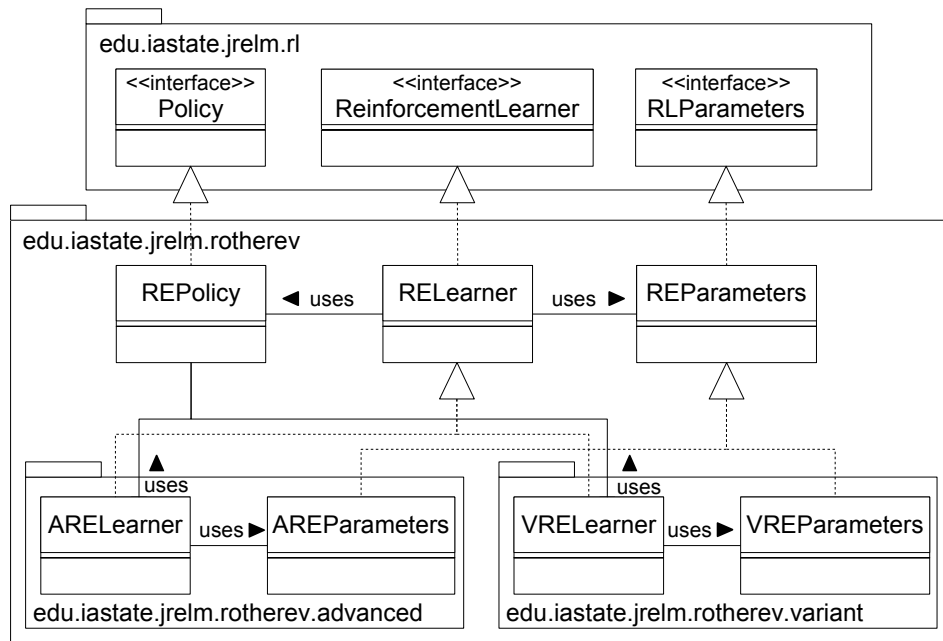 edu.iastate.jrelm.rl
<<interface>> <<interface>> <<interface>>
Policy ReinforcementLearner RLParameters
edu.iastate.jrelm.rotherev
REPolicy uses RELearner uses REParameters
uses uses
ARELearner uses AREParameters VRELearner uses VREParameters
edu.iastate.jrelm.rotherev.advanced edu.iastate.jrelm.rotherev.variant